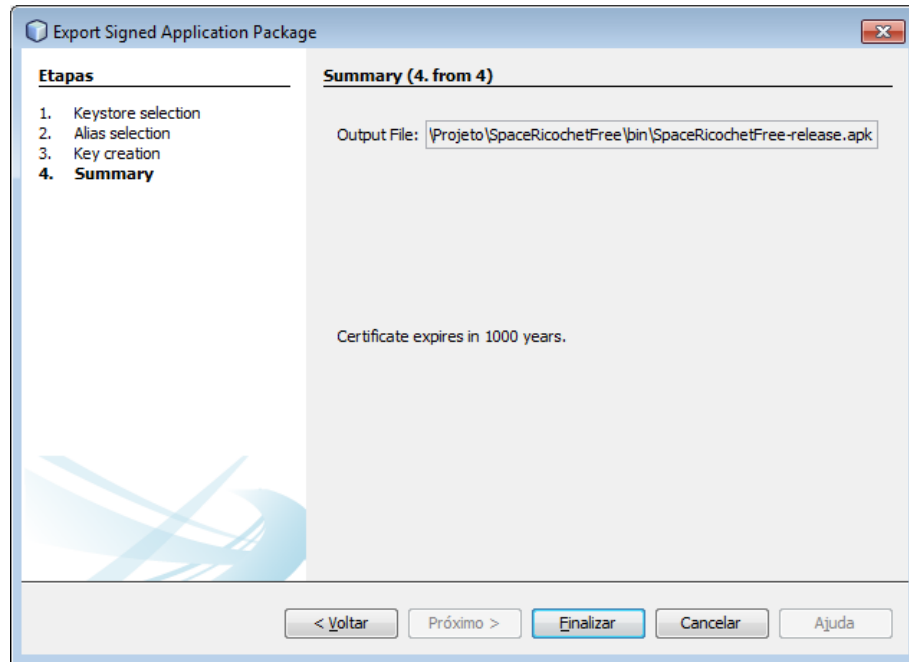 Export Signed Application Package
Etapas
1. Keystore selection
2. Alias selection
3. Key creation
4. Summary
Summary (4. from 4)
Output File: \Projeto\SpaceRicochetFree\bin\SpaceRicochetFree-release.apk
Certificate expires in 1000 years.
< Voltar Próximo > Finalizar Cancelar Ajuda